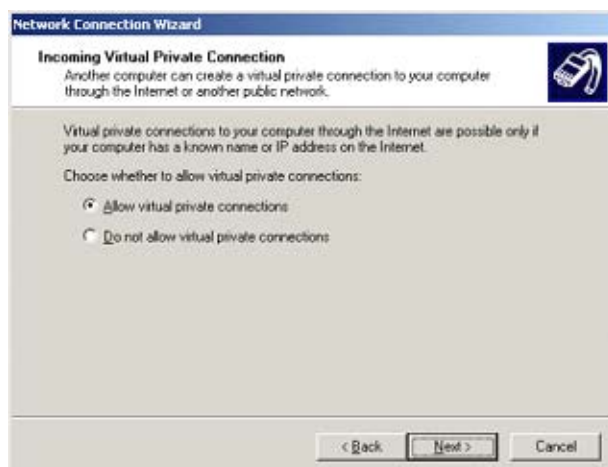 Network Connection Wizard
Incoming Virtual Private Connection
Another computer can create a virtual private connection to your computer
through the Internet or another public network.
Virtual private connections to your computer through the Internet are possible only if
your computer has a known name or IP address on the Internet.
Choose whether to allow virtual private connections:
Allow virtual private connections
Do not allow virtual private connections
< Back
Next >
Cancel